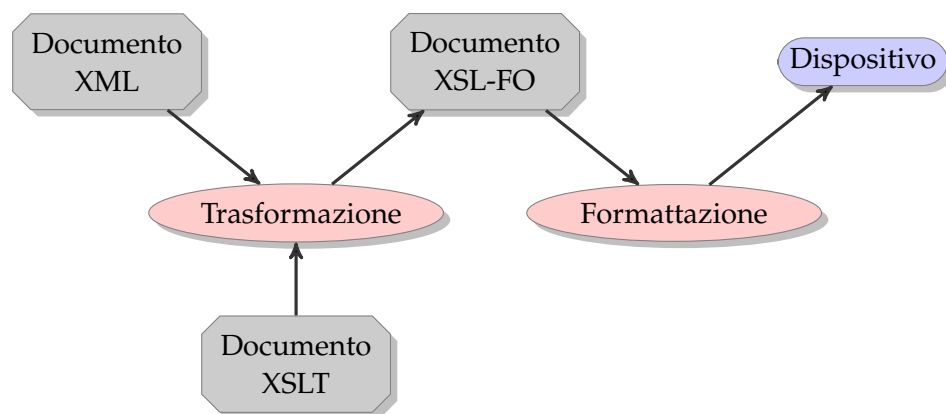 Documento
XML
Documento
XSL-FO
Dispositivo
Trasformazione
Formattazione
Documento
XSLT